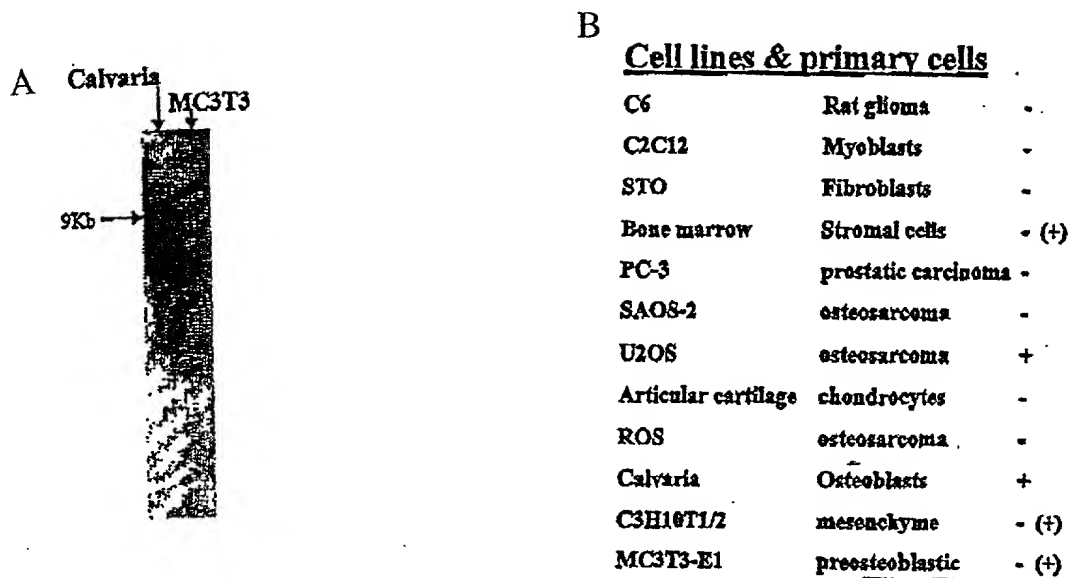 A
Calvaria
MC3T3
9Kb
B
Cell lines & primary cells
C6 Rat glioma -
C2C12 Myoblasts -
STO Fibroblasts -
Bone marrow Stromal cells - (+)
PC-3 prostatic carcinoma -
SAOS-2 osteosarcoma -
U2OS osteosarcoma +
Articular cartilage chondrocytes -
ROS osteosarcoma -
Calvaria Osteoblasts +
C3H10T1/2 mesenckyme - (+)
MC3T3-E1 preosteoblastic - (+)